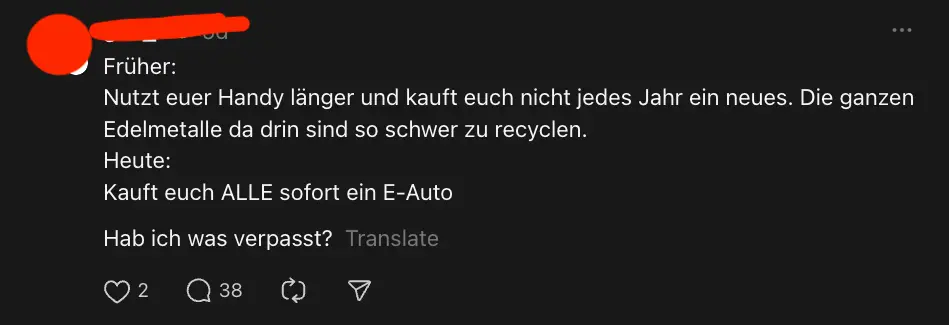 Früher:
Nutzt euer Handy länger und kauft euch nicht jedes Jahr ein neues. Die ganzen
Edelmetalle da drin sind so schwer zu recyclen.
Heute:
Kauft euch ALLE sofort ein E-Auto
Hab ich was verpasst? Translate
2 38